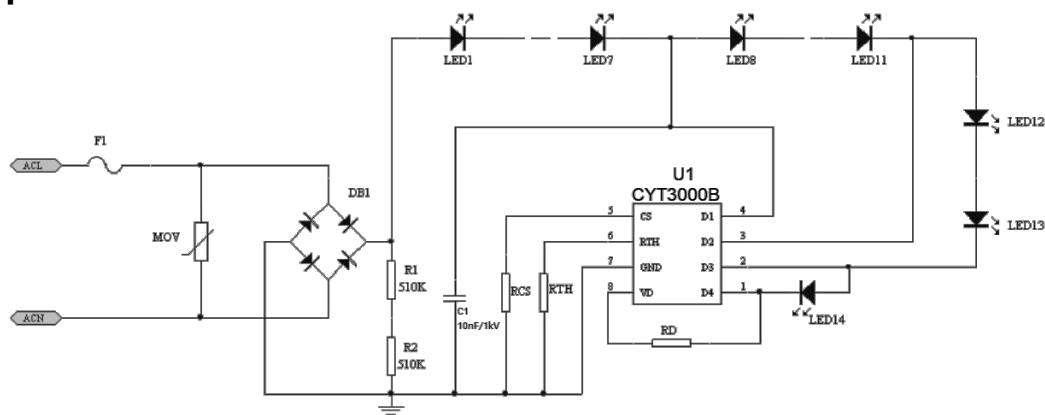 LED1
LED7
LED8
LED11
LED12
F1
ACL
DB1
U1
CYT3000B
5
CS
D1
4
LED13
MOV
6
RTH
D2
3
R1
510K
7
GND
D3
2
RCS
RTH
8
VD
D4
1
C1
10nF/1kV
ACN
LED14
RD
R2
510K